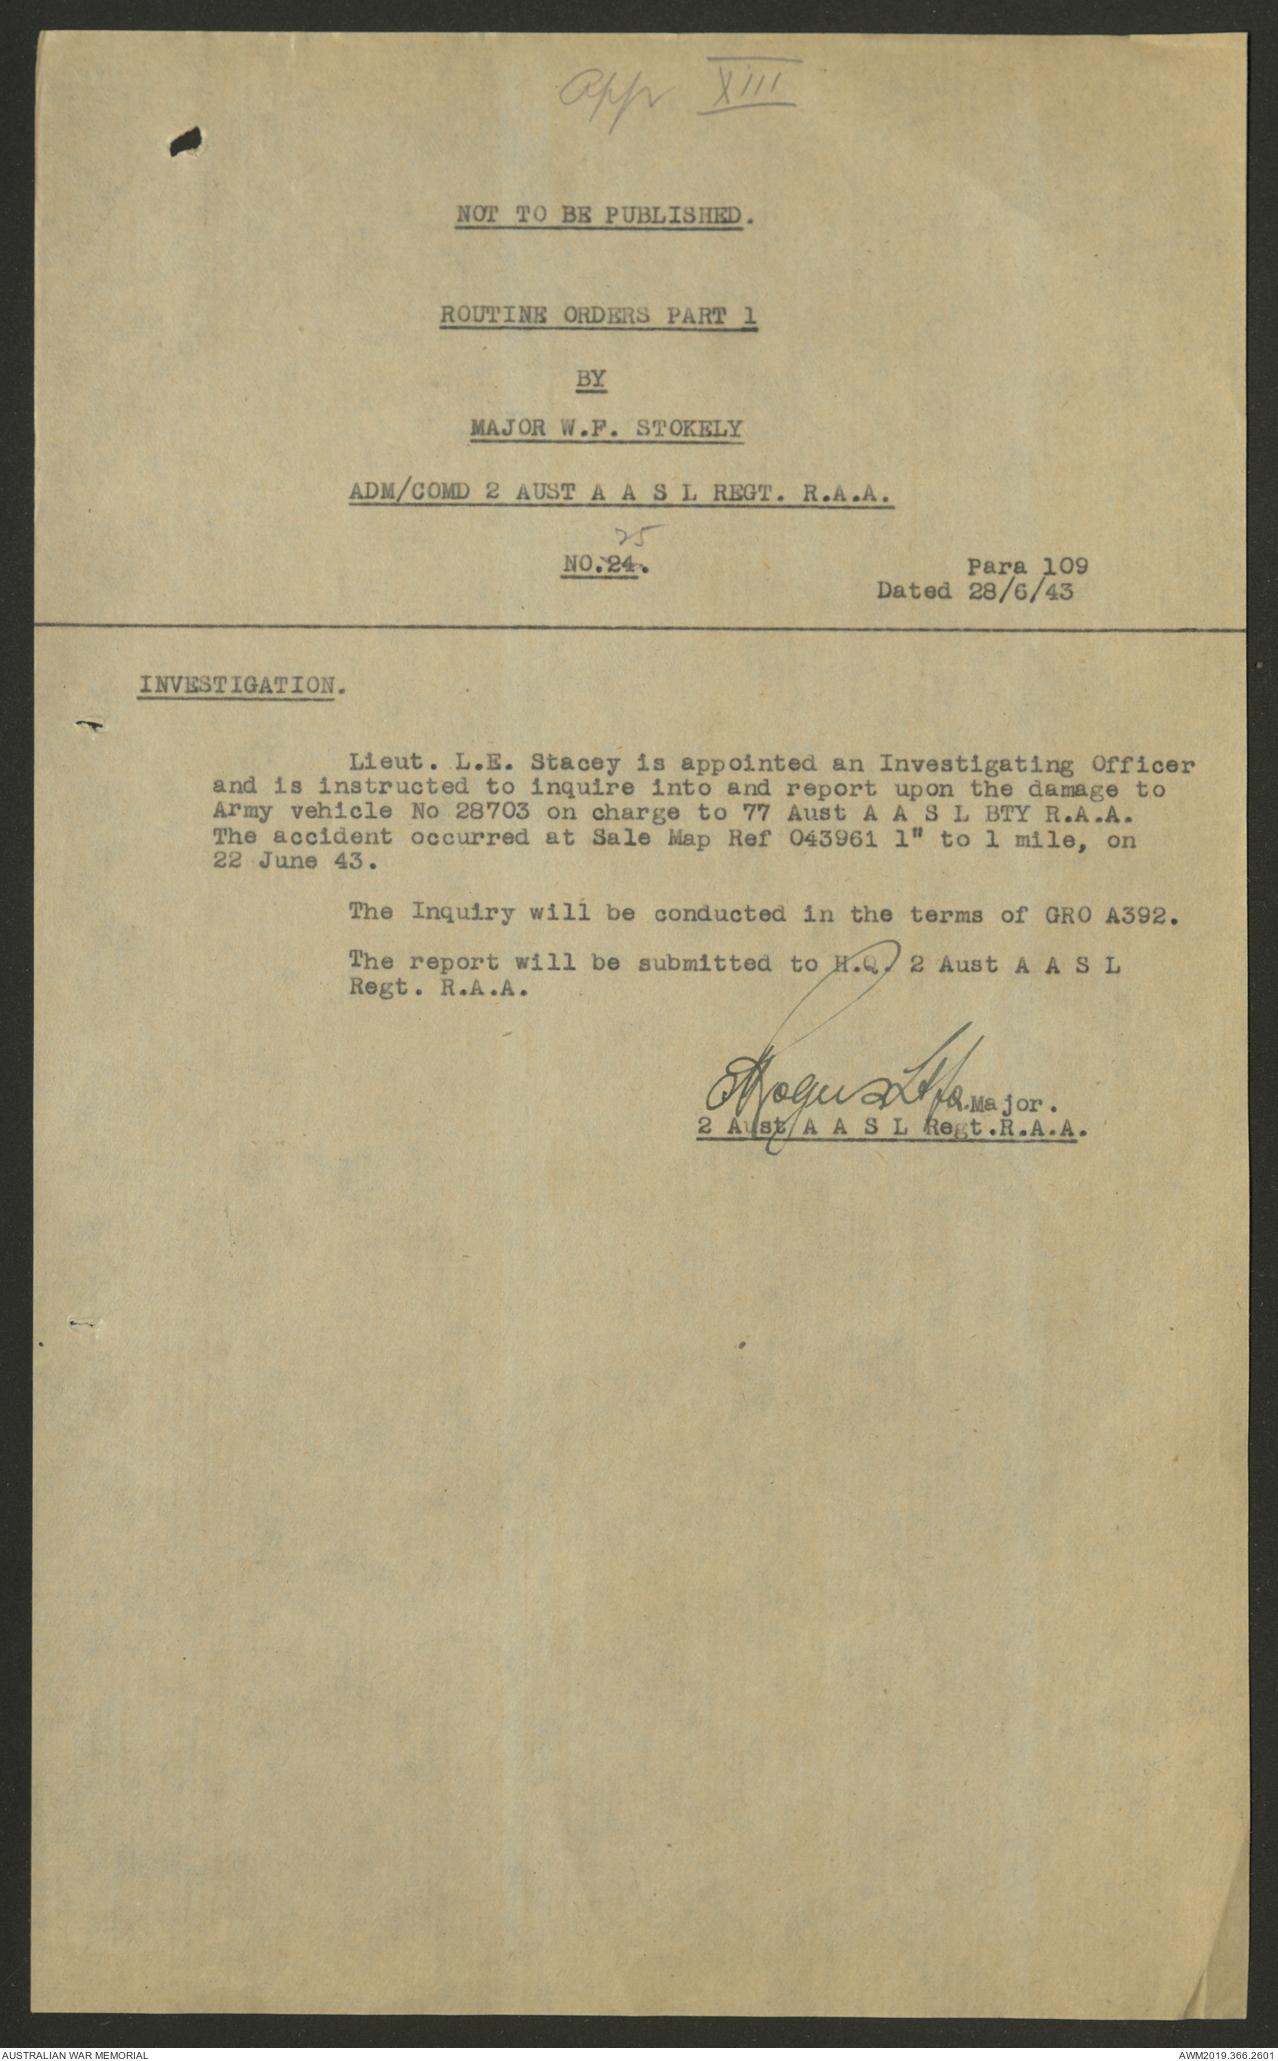 App XIII
NOT TO BE PUBLISHED.
ROUTINE ORDERS PART 1
BY
MAJOR W.F. STOKELY
ADM/COMD 2 AUST A A S L REGT. R.A.A.
25
NO.24.
Para 109
Dated 28/6/43
INVESTIGATION.
Lieut. L.E. Stacey is appointed an Investigating Officer
and is instructed to inquire into and report upon the damage to
Army vehicle No 28703 on charge to 77 Aust A A S L BTY R.A.A.
The accident occurred at Sale Map Ref 043961 1" to 1 mile, on
22 June 43.
The Inquiry will be conducted in the terms of GRO A392.
The report will be submitted to H.Q. 2 Aust A A S L
Regt. R.A.A.
Major.
2 Aust A A S L Regt.R.A.A.
AUSTRALIAN WAR MEMORIAL
AWM2019.366.2601